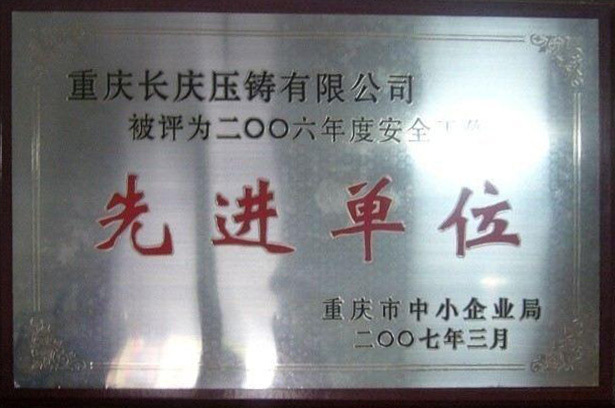 重庆长庆压铸有限公司
被评为二〇〇六年度安全工作
先进单位
重庆市中小企业局
二〇〇七年三月